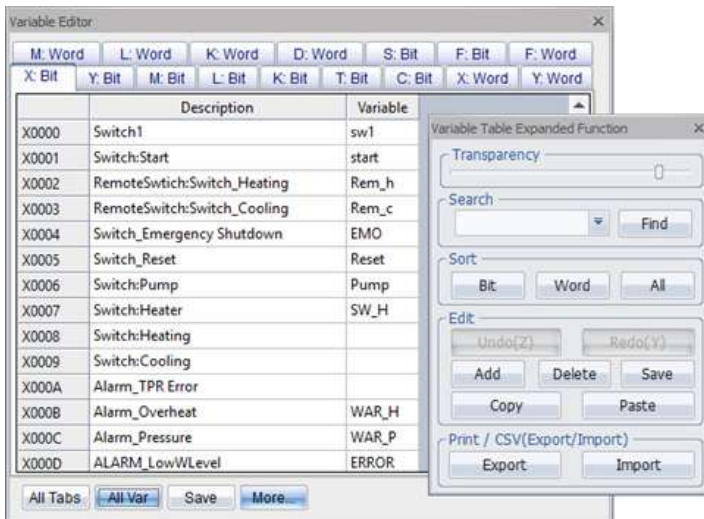 Variable Editor
M: Word L: Word K: Word D: Word S: Bit F: Bit F: Word
X: Bit Y: Bit M: Bit L: Bit K: Bit T: Bit C: Bit X: Word Y: Word
Description Variable
X0000 Switch1 sw1
X0001 Switch:Start start
X0002 RemoteSwtich:Switch_Heating Rem_h
X0003 RemoteSwitch:Switch_Cooling Rem_c
X0004 Switch_Emergency Shutdown EMO
X0005 Switch_Reset Reset
X0006 Switch:Pump Pump
X0007 Switch:Heater SW_H
X0008 Switch:Heating
X0009 Switch:Cooling
X000A Alarm_TPR Error
X000B Alarm_Overheat WAR_H
X000C Alarm_Pressure WAR_P
X000D ALARM_LowWLevel ERROR
All Tabs All Var Save More...
Variable Table Expanded Function
Transparency
Search
Find
Sort
Bit Word All
Edit
Undo(Z) Redo(Y)
Add Delete Save
Copy Paste
Print / CSV(Export/Import)
Export Import